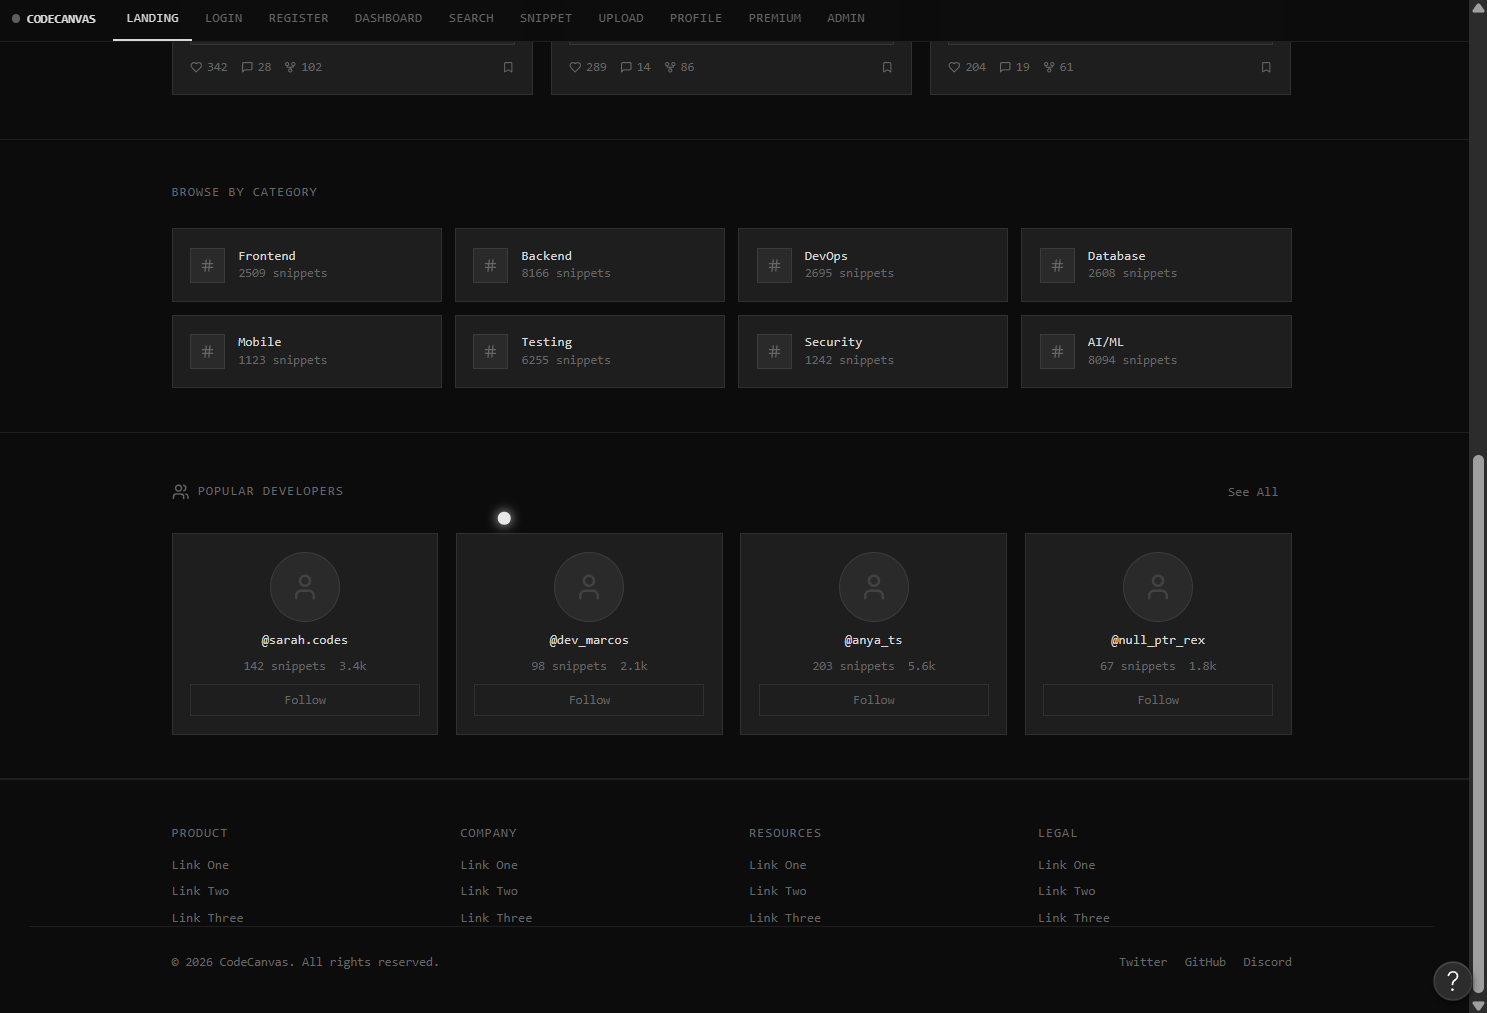 CODECANVAS LANDING LOGIN REGISTER DASHBOARD SEARCH SNIPPET UPLOAD PROFILE PREMIUM ADMIN
342 28 102 289 14 86 204 19 61
BROWSE BY CATEGORY
# Frontend # Backend # DevOps # Database
2509 snippets 8166 snippets 2695 snippets 2608 snippets
# Mobile # Testing # Security # AI/ML
1123 snippets 6255 snippets 1242 snippets 8094 snippets
POPULAR DEVELOPERS See All
@sarah.codes @dev_marcos @anya_ts @null_ptr_rex
142 snippets 3.4k 98 snippets 2.1k 203 snippets 5.6k 67 snippets 1.8k
Follow Follow Follow Follow
PRODUCT COMPANY RESOURCES LEGAL
Link One Link One Link One Link One
Link Two Link Two Link Two Link Two
Link Three Link Three Link Three Link Three
© 2026 CodeCanvas. All rights reserved. Twitter GitHub Discord
?